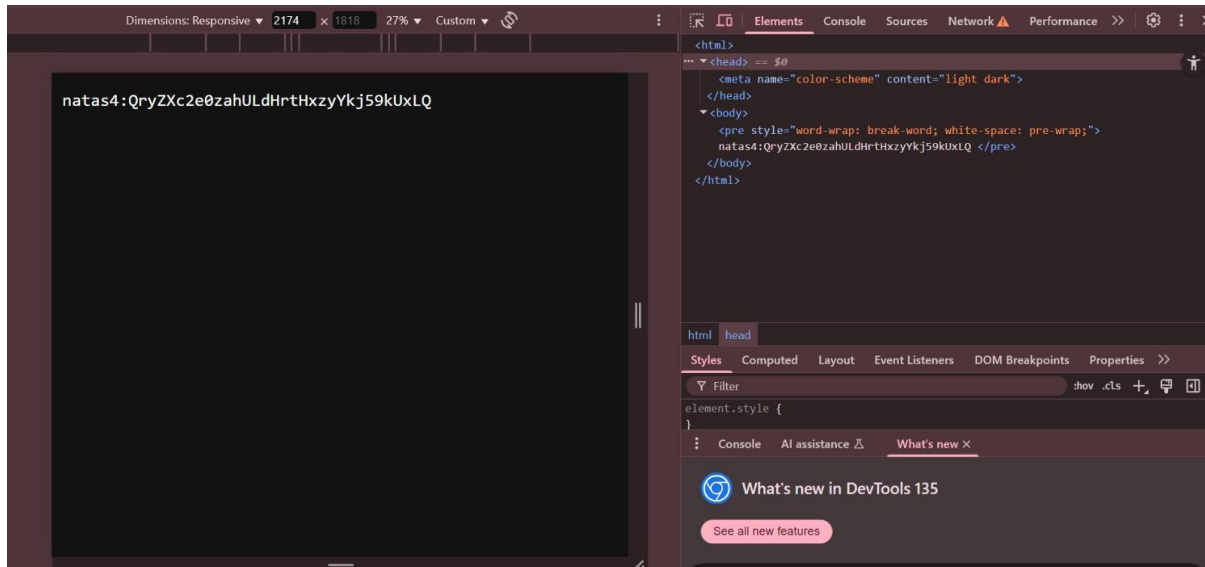 Dimensions: Responsive ▼ 2174 × 1818 27% ▼ Custom ▼
natas4:QryZXc2e0zahULdHrtHxzyYkj59kUxLQ
Elements Console Sources Network Performance >>
<html>
... ▼<head> == $0
<meta name="color-scheme" content="light dark">
</head>
▼<body>
<pre style="word-wrap: break-word; white-space: pre-wrap;">
natas4:QryZXc2e0zahULdHrtHxzyYkj59kUxLQ </pre>
</body>
</html>
html head
Styles Computed Layout Event Listeners DOM Breakpoints Properties >>
Filter :hov .cls +
element.style {
}
Console AI assistance What's new ×
What's new in DevTools 135
See all new features